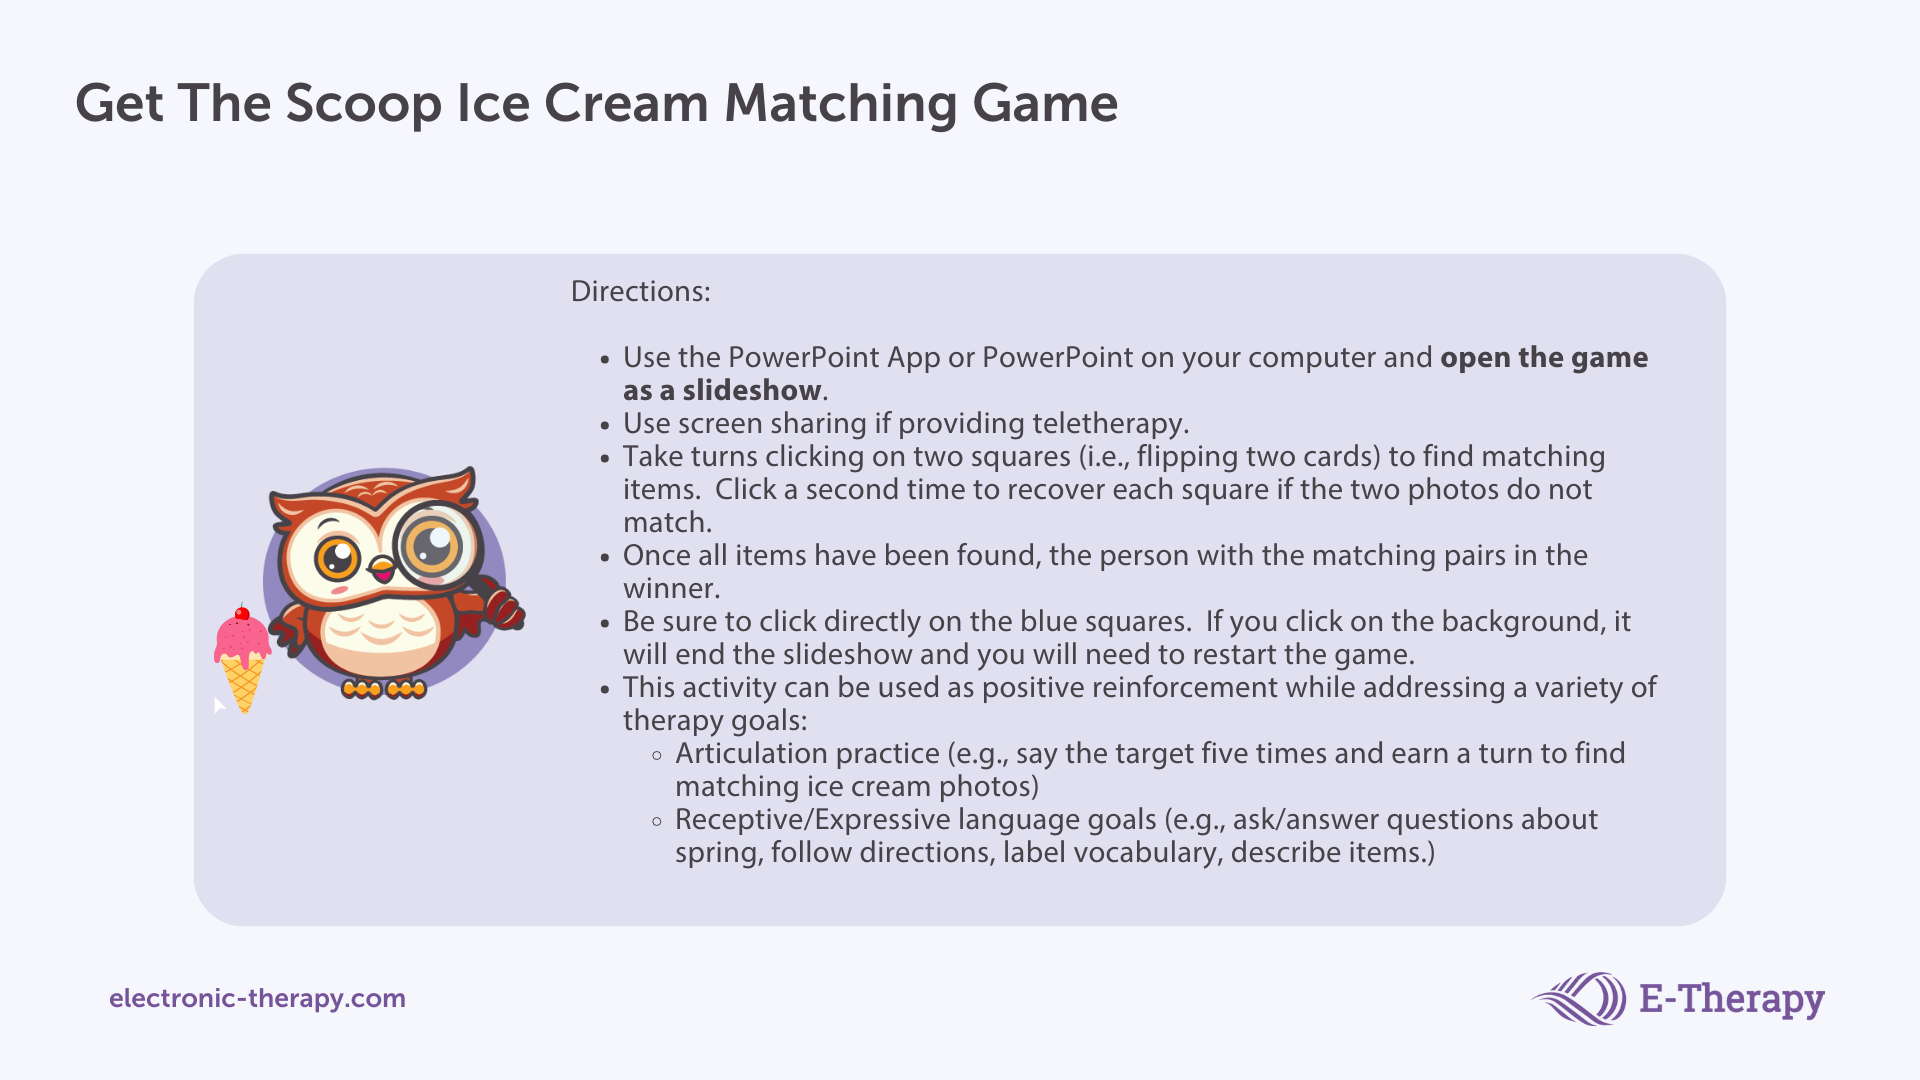 Get The Scoop Ice Cream Matching Game
Directions:
• Use the PowerPoint App or PowerPoint on your computer and open the game
as a slideshow.
• Use screen sharing if providing teletherapy.
• Take turns clicking on two squares (i.e., flipping two cards) to find matching
items.  Click a second time to recover each square if the two photos do not
match.
• Once all items have been found, the person with the matching pairs in the
winner.
• Be sure to click directly on the blue squares.  If you click on the background, it
will end the slideshow and you will need to restart the game.
• This activity can be used as positive reinforcement while addressing a variety of
therapy goals:
◦ Articulation practice (e.g., say the target five times and earn a turn to find
matching ice cream photos)
◦ Receptive/Expressive language goals (e.g., ask/answer questions about
spring, follow directions, label vocabulary, describe items.)
electronic-therapy.com
E-Therapy